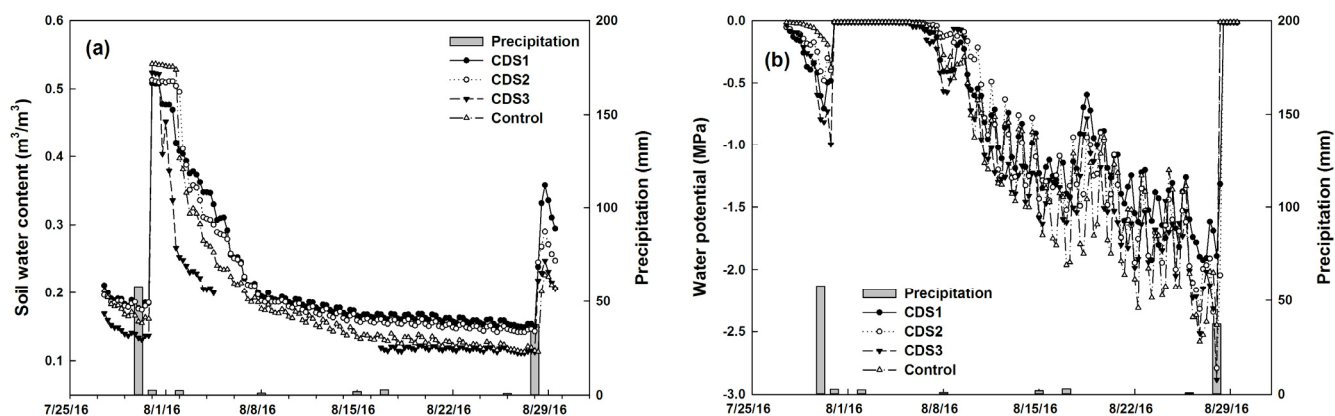 (a)
Soil water content (m³/m³)
0.6
0.5
0.4
0.3
0.2
0.1
200
150
100
50
0
Precipitation (mm)
Precipitation
CDS1
CDS2
CDS3
Control
7/25/16
8/1/16
8/8/16
8/15/16
8/22/16
8/29/16
(b)
Water potential (MPa)
0.0
-0.5
-1.0
-1.5
-2.0
-2.5
-3.0
200
150
100
50
0
Precipitation (mm)
Precipitation
CDS1
CDS2
CDS3
Control
7/25/16
8/1/16
8/8/16
8/15/16
8/22/16
8/29/16